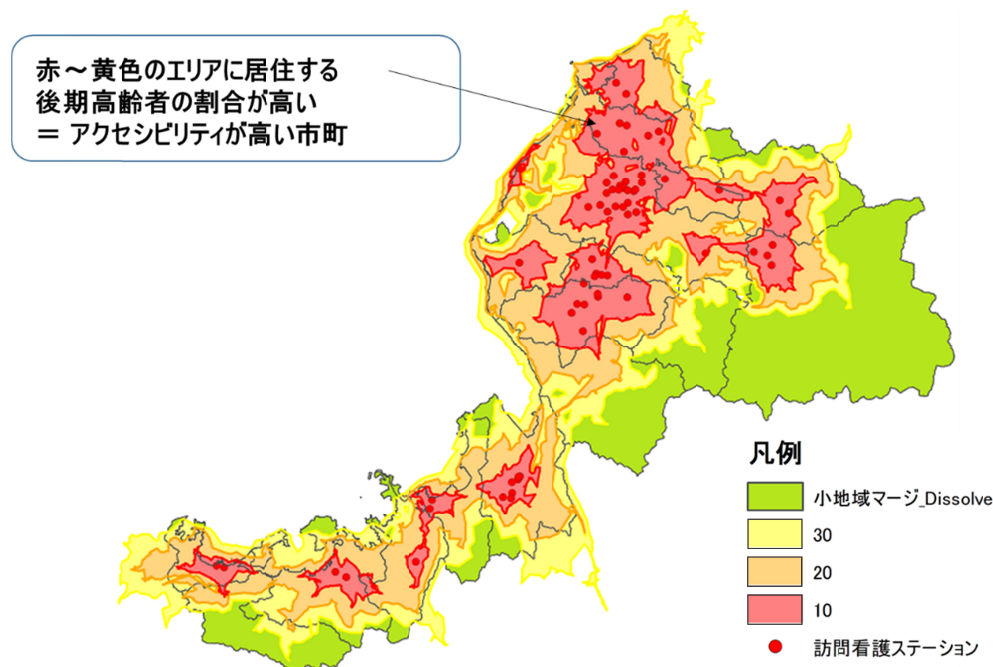 赤～黄色のエリアに居住する
後期高齢者の割合が高い
＝ アクセシビリティが高い市町
凡例
小地域マージ_Dissolve
30
20
10
訪問看護ステーション